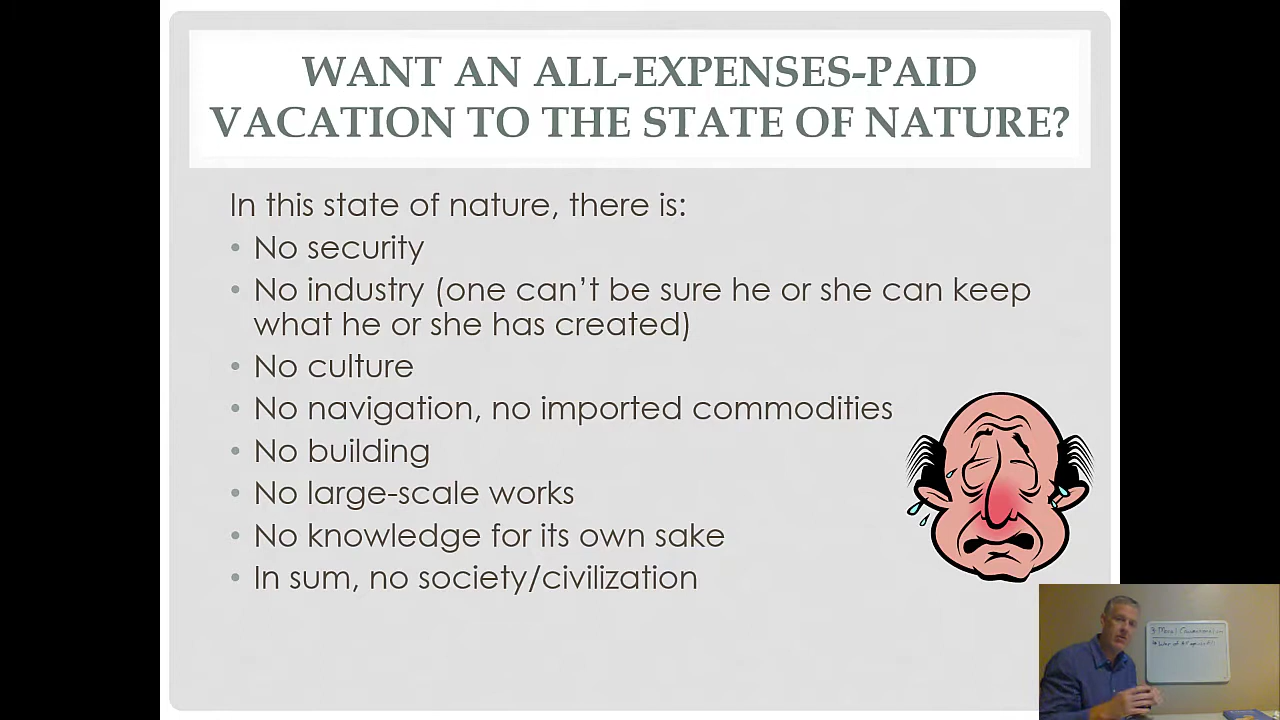 WANT AN ALL-EXPENSES-PAID
VACATION TO THE STATE OF NATURE?
In this state of nature, there is:
• No security
• No industry (one can’t be sure he or she can keep
what he or she has created)
• No culture
• No navigation, no imported commodities
• No building
• No large-scale works
• No knowledge for its own sake
• In sum, no society/civilization